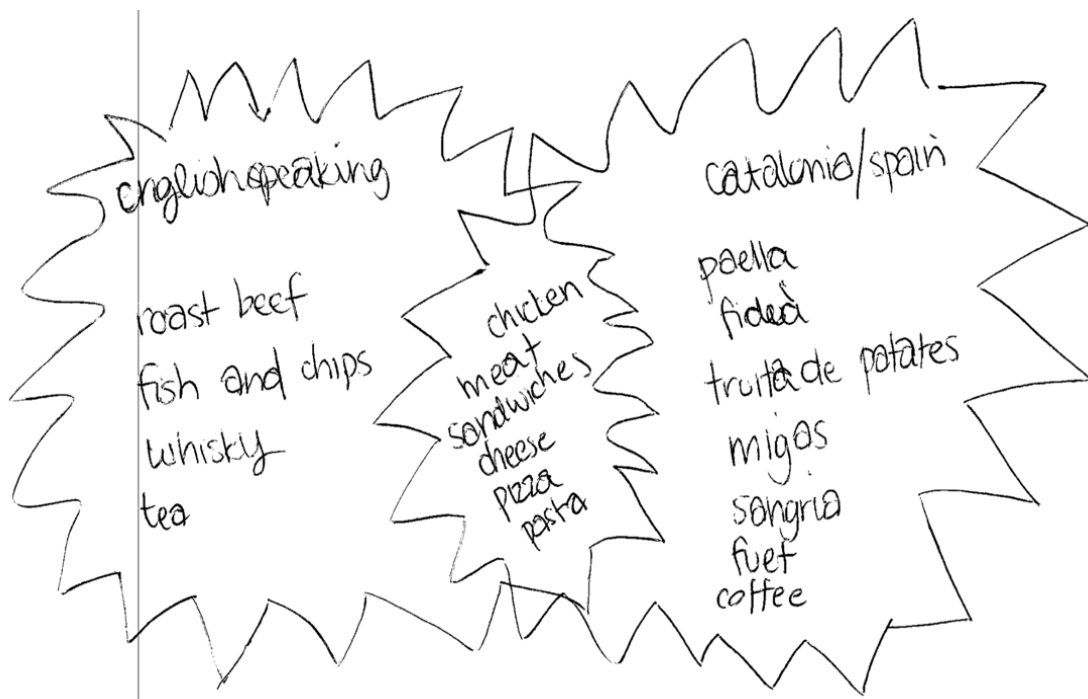 englishspeaking
roast beef
fish and chips
whisky
tea
chicken
meat
sandwiches
cheese
pizza
pasta
catalonia/spain
paella
fideà
truita de patates
migas
sangria
fuet
coffee